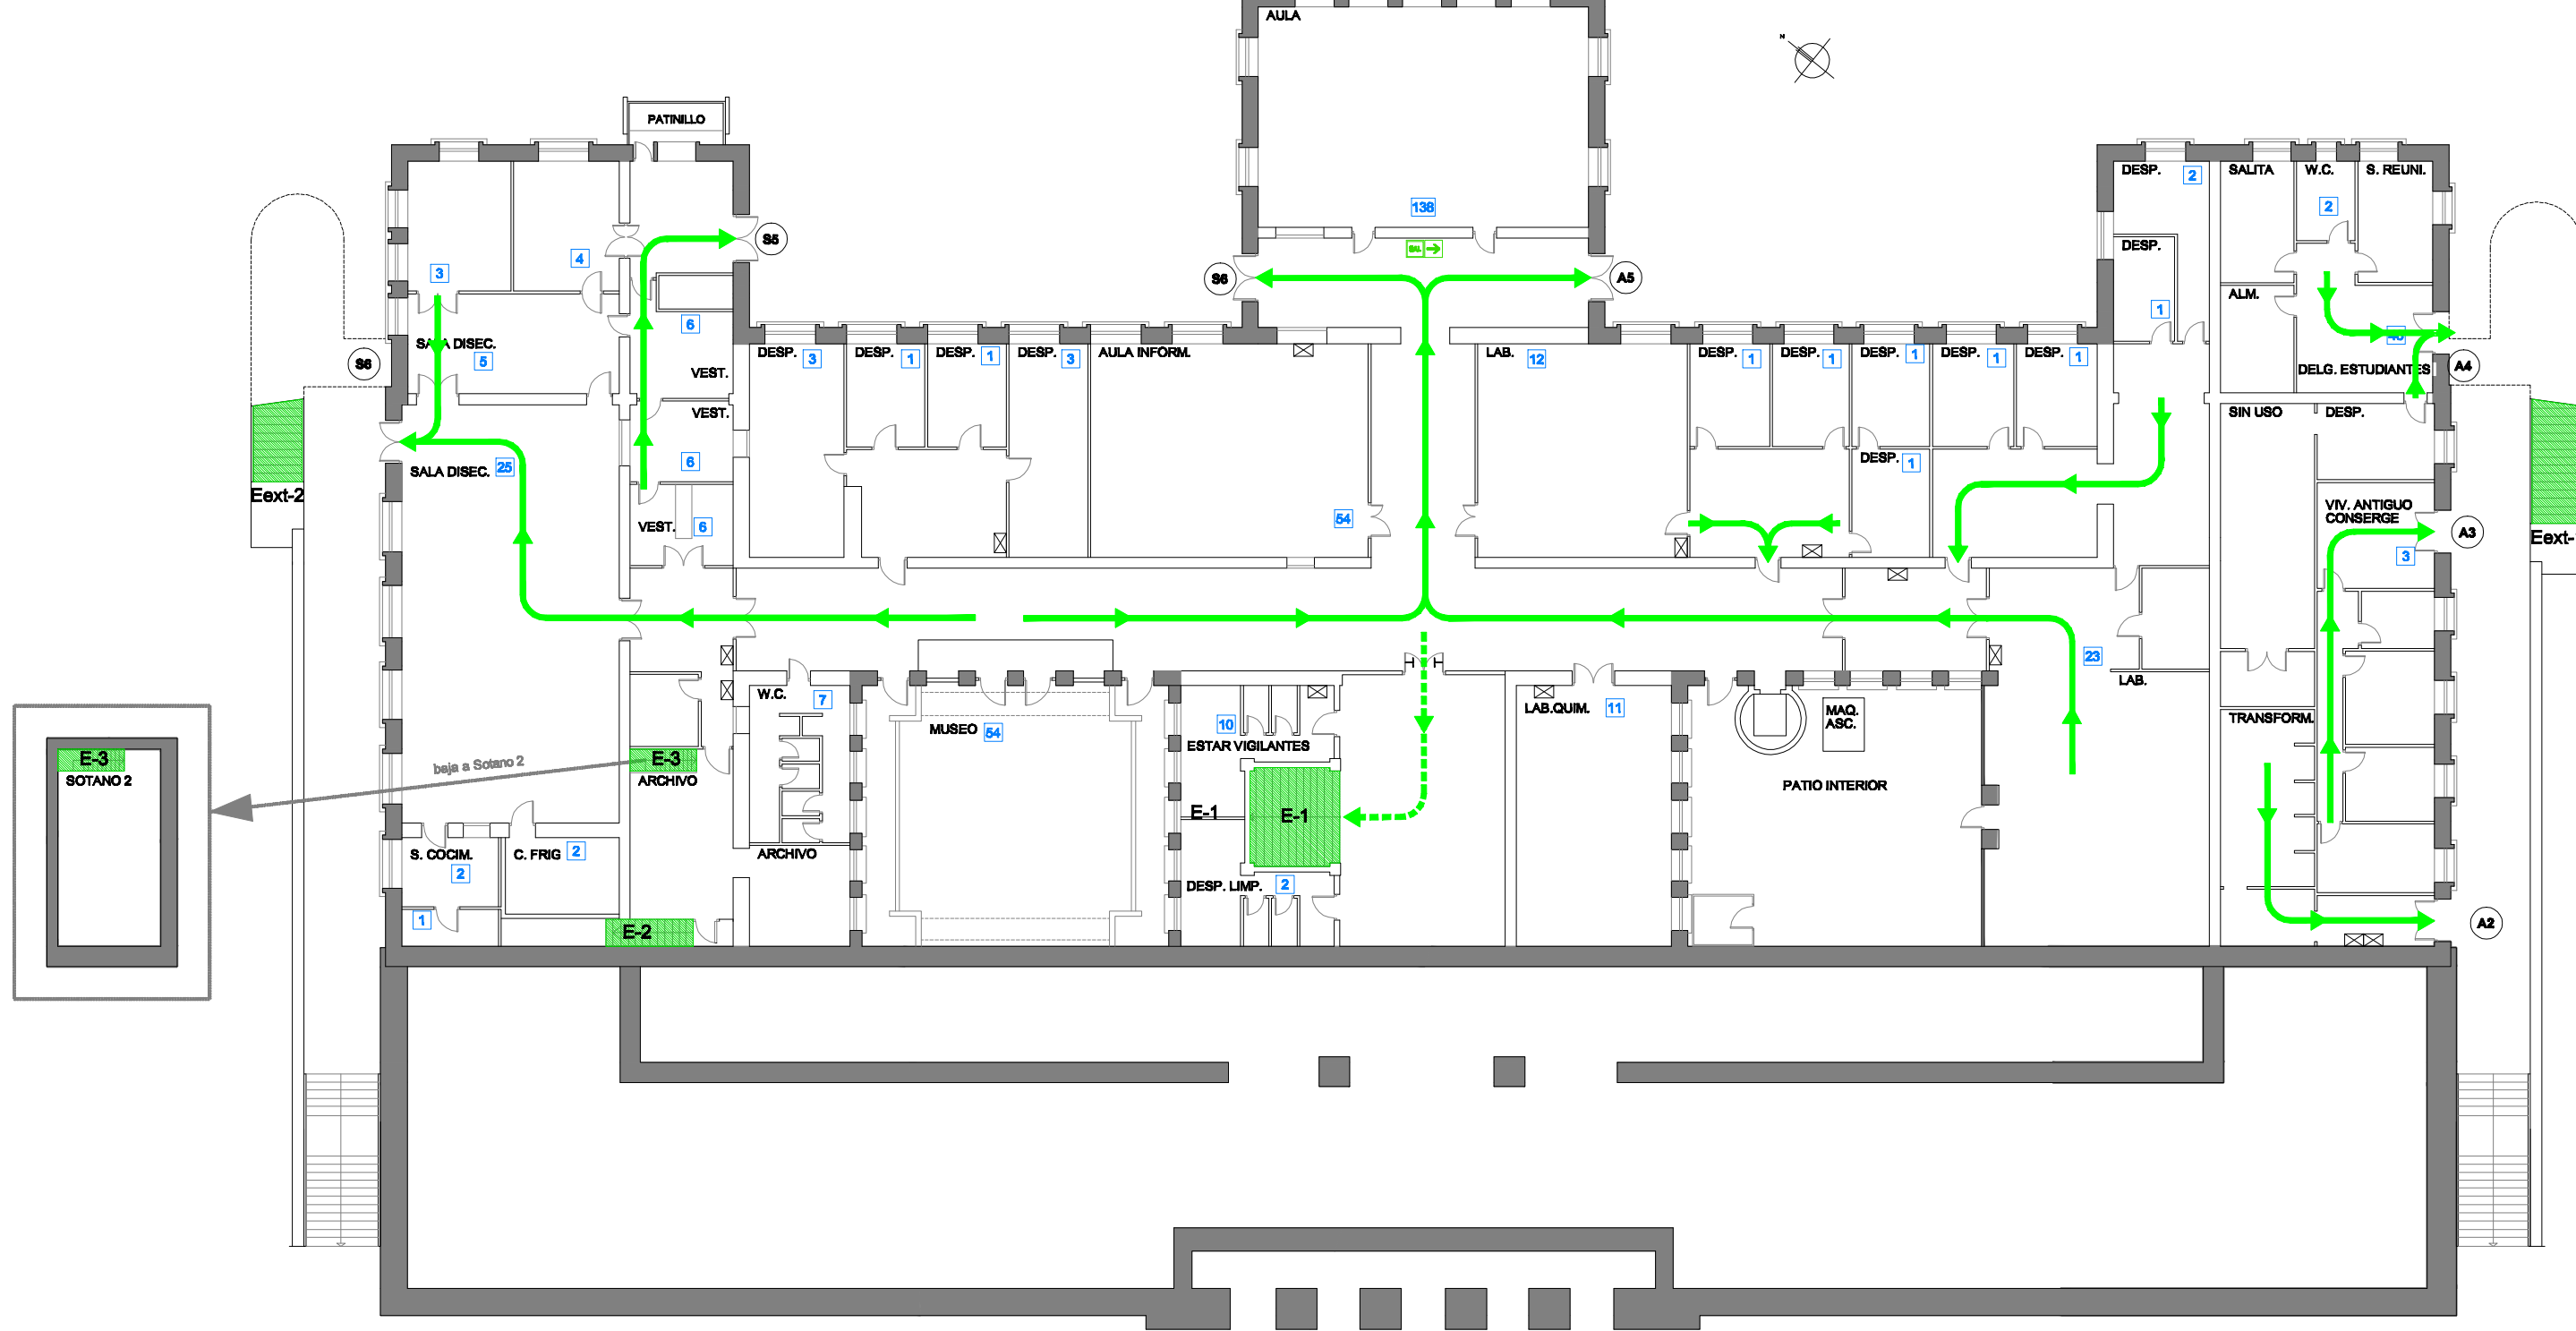 AULA
N
PATINILLO
138
SAL
S5
S6
A5
3
4
DESP.
2
SALITA
W.C.
2
S. REUNI.
DESP.
1
ALM.
DELG. ESTUDIANTES
A4
S6
SALA DISEC.
5
6
VEST.
VEST.
6
VEST.
6
DESP.
3
DESP.
1
DESP.
1
DESP.
3
AULA INFORM.
54
LAB.
12
DESP.
1
DESP.
1
DESP.
1
DESP.
1
DESP.
1
DESP.
1
SIN USO
DESP.
SALA DISEC.
25
Eext-2
VIV. ANTIGUO
CONSERGE
3
A3
Eext-
23
LAB.
TRANSFORM.
W.C.
7
MUSEO
54
10
ESTAR VIGILANTES
LAB.QUIM.
11
MAQ.
ASC.
PATIO INTERIOR
E-3
SOTANO 2
baja a Sotano 2
E-3
ARCHIVO
E-1
E-1
S. COCIM.
2
C. FRIG
2
ARCHIVO
DESP. LIMP.
2
1
E-2
A2